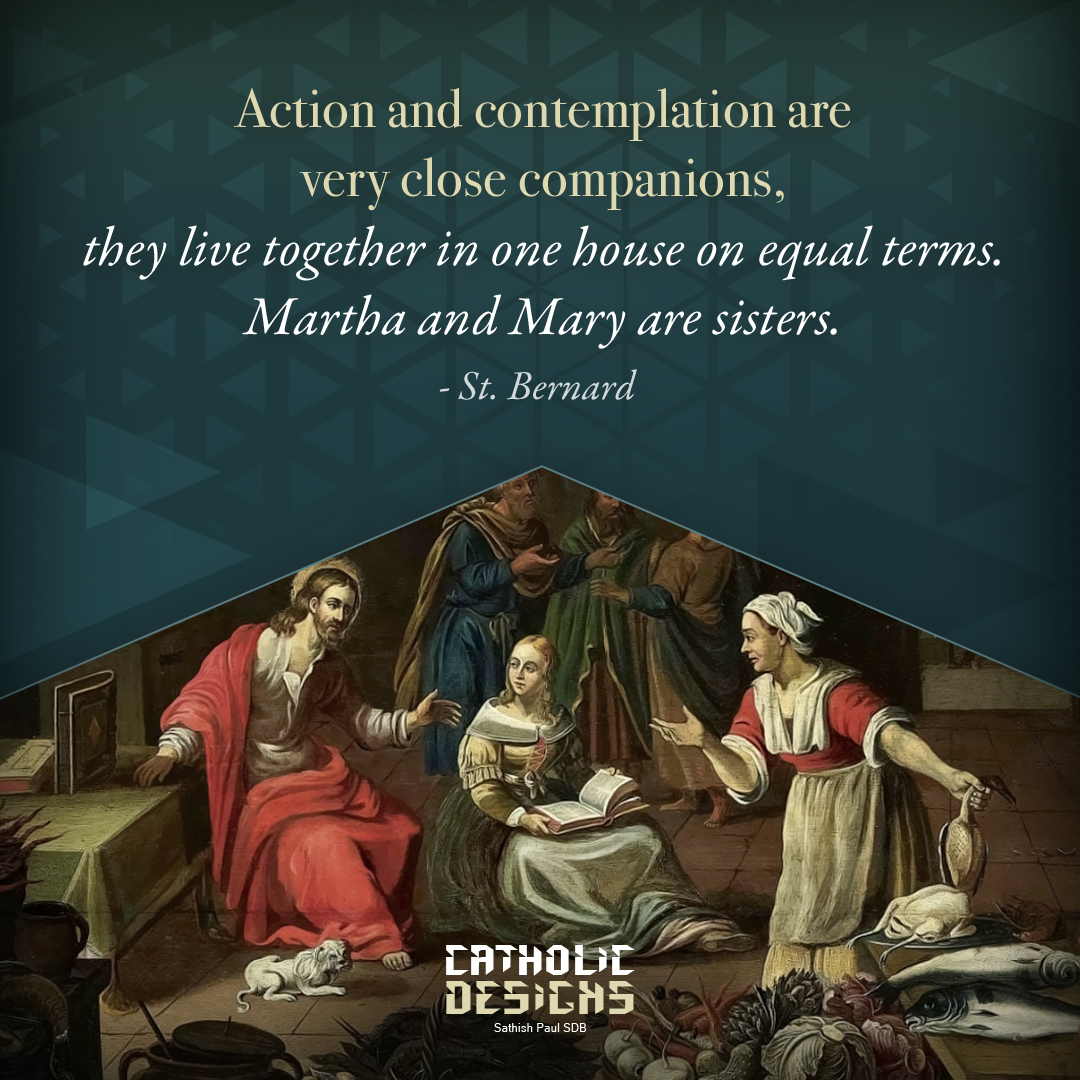 Action and contemplation are
very close companions,
they live together in one house on equal terms.
Martha and Mary are sisters.
- St. Bernard
CATHOLIC
DESIGNS
Sathish Paul SDB